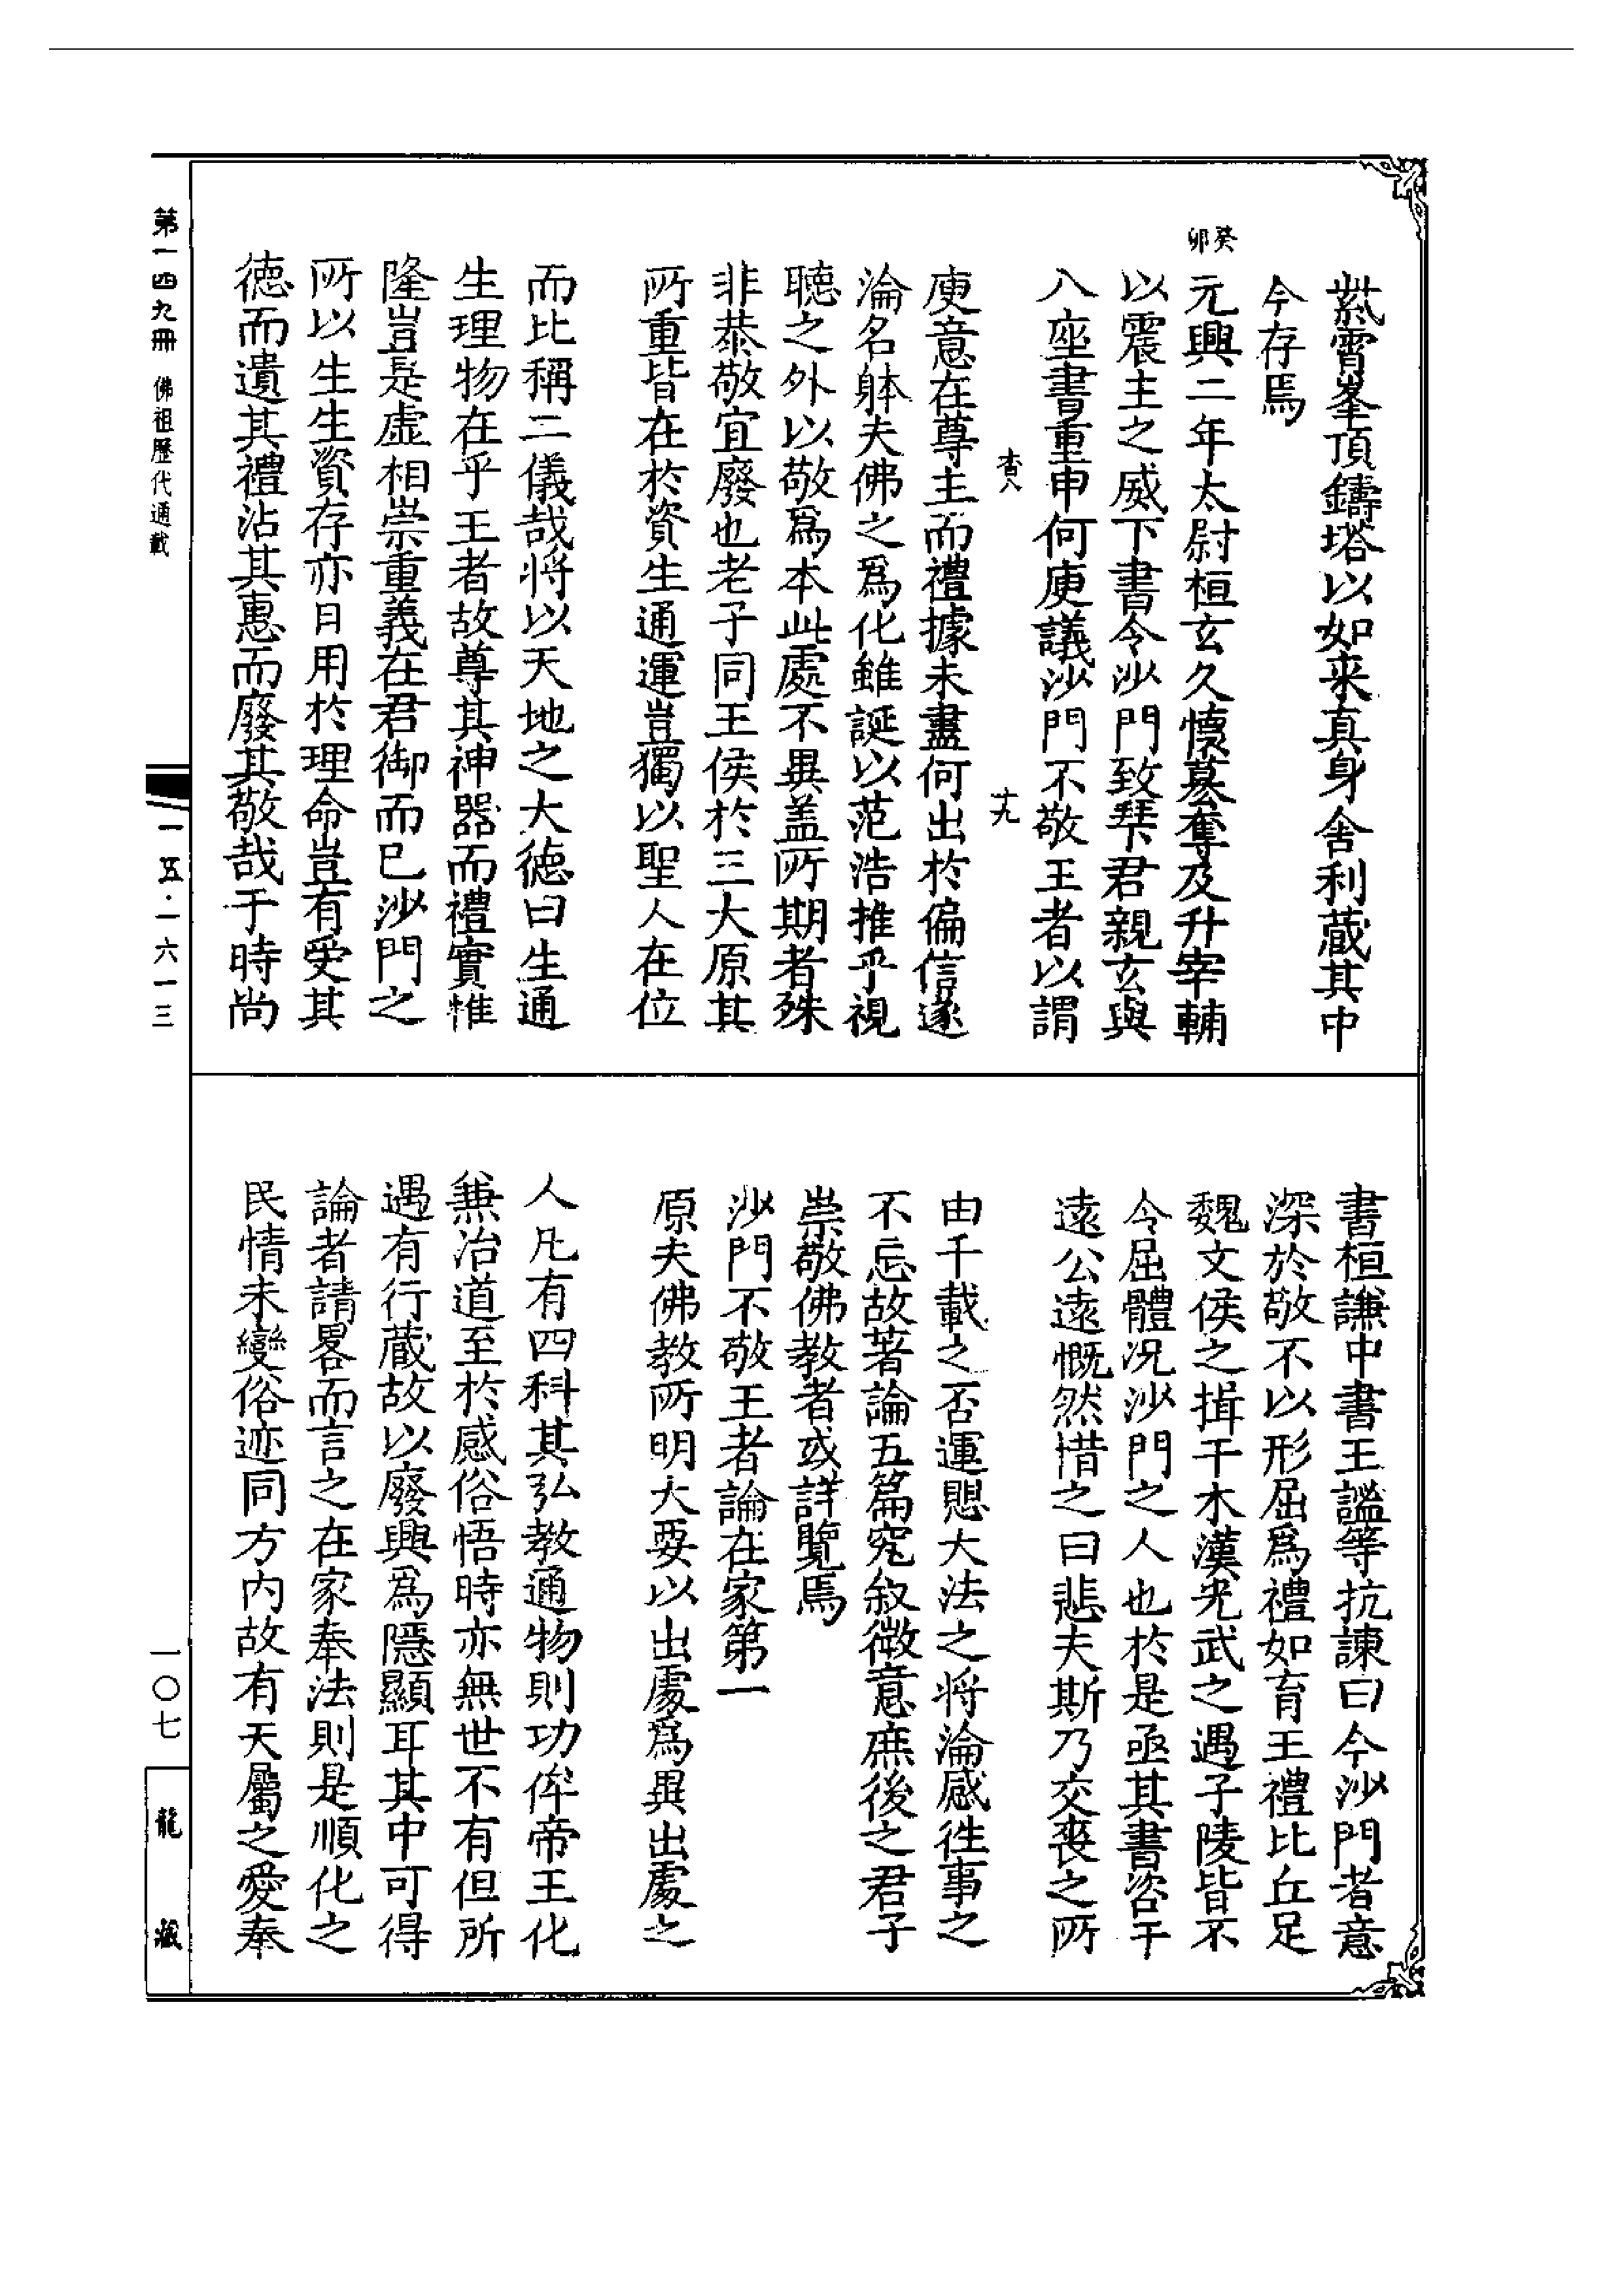 紫霄峯頂鑄塔以如来真身舍利蔵其中
今存焉
癸卯
元興二年太尉桓玄久懷簒奪及升宰輔
以震主之威下書令沙門致拜君親玄與
八座書重申何庾議沙門不敬王者以謂
杳八
十九
庾意在尊主而禮據未盡何出於偏信遂
淪名躰夫佛之爲化雖誕以范浩推乎視
聽之外以敬爲本此處不異盖所期者殊
非恭敬宜廢也老子同王侯於三大原其
所重皆在於資生通運豈獨以聖人在位
而比稱二儀哉将以天地之大德曰生通
生理物在乎王者故尊其神器而禮實惟
隆豈是虛相崇重義在君御而已沙門之
所以生生資存亦日用於理命豈有受其
德而遺其禮沾其惠而廢其敬哉于時尚
書桓謙中書王謐等抗諫曰今沙門者意
深於敬不以形屈爲禮如育王禮比丘足
魏文侯之揖干木漢光武之遇子陵皆不
令屈體况沙門之人也於是亟其書咨于
遠公遠慨然惜之曰悲夫斯乃交喪之所
由千載之否運愳大法之将淪感徃事之
不忘故著論五篇究叙微意庶後之君子
崇敬佛教者或詳覽焉
沙門不敬王者論在家第一
原夫佛教所明大要以出處爲異出處之
人凡有四科其弘教通物則功侔帝王化
兼治道至於感俗悟時亦無世不有但所
遇有行蔵故以廢興爲隱顯耳其中可得
論者請畧而言之在家奉法則是順化之
民情未變俗迹同方内故有天屬之愛奉
第一四九冊 佛祖歷代通載
一五·一六一三
一〇七
龍藏